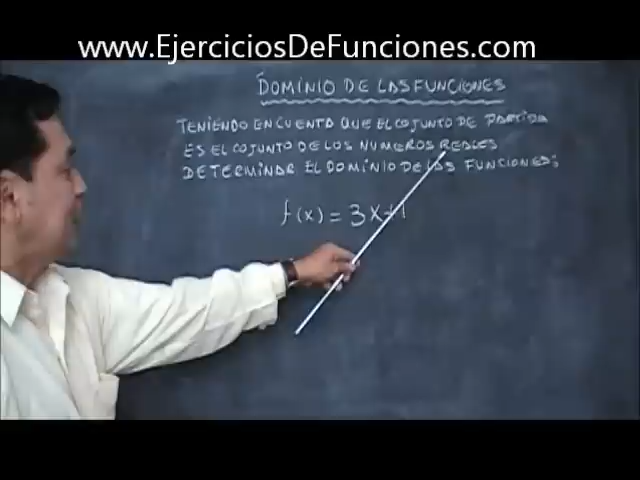 www.EjerciciosDeFunciones.com
DOMINIO DE LAS FUNCIONES
TENIENDO EN CUENTA QUE EL COJUNTO DE PARTIDA
ES EL COJUNTO DE LOS NUMEROS REALES
DETERMINAR EL DOMINIO DE LAS FUNCIONES:
f(x) = 3x+1